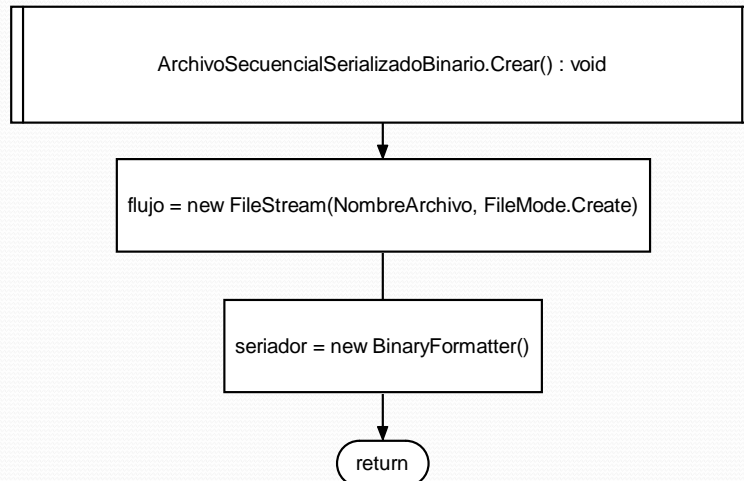 ArchivoSecuencialSerializadoBinario.Crear() : void
flujo = new FileStream(NombreArchivo, FileMode.Create)
seriador = new BinaryFormatter()
return